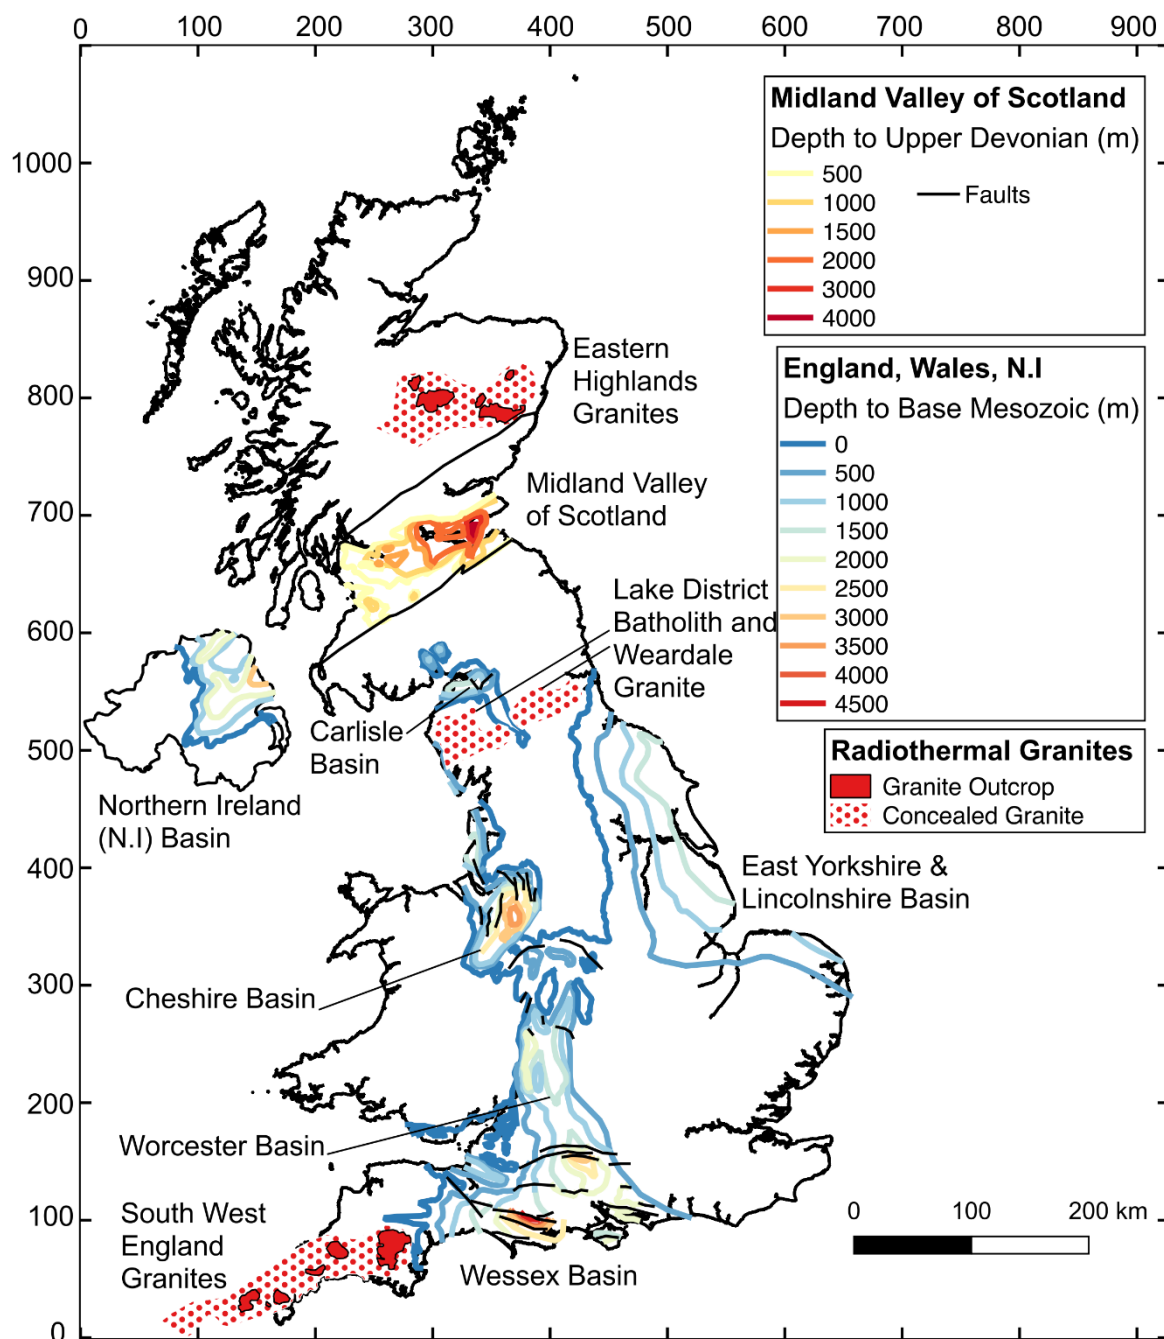 0 100 200 300 400 500 600 700 800 900
1000
900
800
700
600
500
400
300
200
100
0
Midland Valley of Scotland
Depth to Upper Devonian (m)
500
1000
1500
2000
3000
4000
Faults
England, Wales, N.I
Depth to Base Mesozoic (m)
0
500
1000
1500
2000
2500
3000
3500
4000
4500
Radiothermal Granites
Granite Outcrop
Concealed Granite
Eastern
Highlands
Granites
Midland Valley
of Scotland
Lake District
Batholith and
Weardale
Granite
Carlisle
Basin
Northern Ireland
(N.I) Basin
East Yorkshire &
Lincolnshire Basin
Cheshire Basin
Worcester Basin
South West
England
Granites
Wessex Basin
0 100 200 km